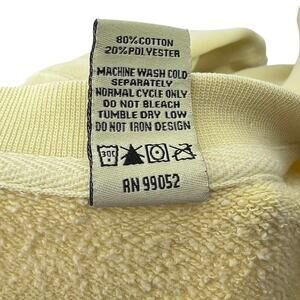 80% COTTON
20% POLYESTER
MACHINE WASH COLD
SEPARATELY
NORMAL CYCLE ONLY
DO NOT BLEACH
TUMBLE DRY LOW
DO NOT IRON DESIGN
30
RN 99052